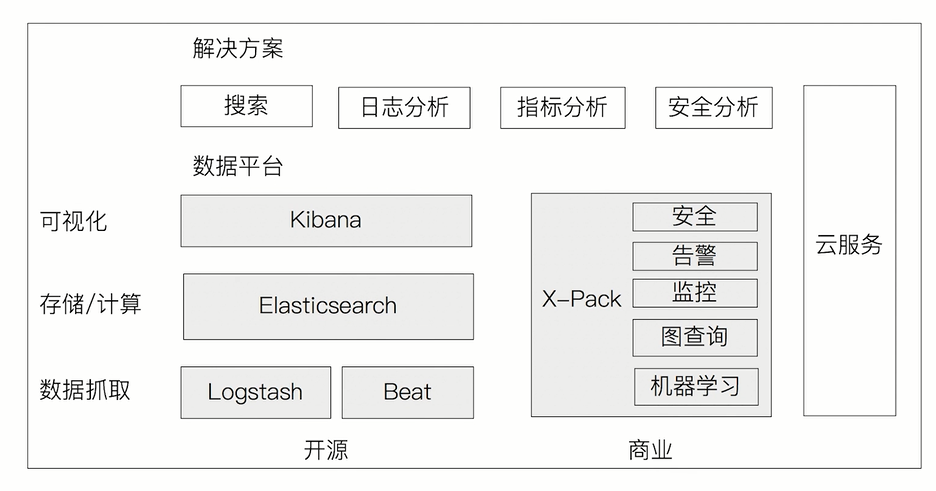 解决方案
搜索
日志分析
指标分析
安全分析
数据平台
可视化
Kibana
存储/计算
Elasticsearch
数据抓取
Logstash
Beat
X-Pack
安全
告警
监控
图查询
机器学习
云服务
开源
商业